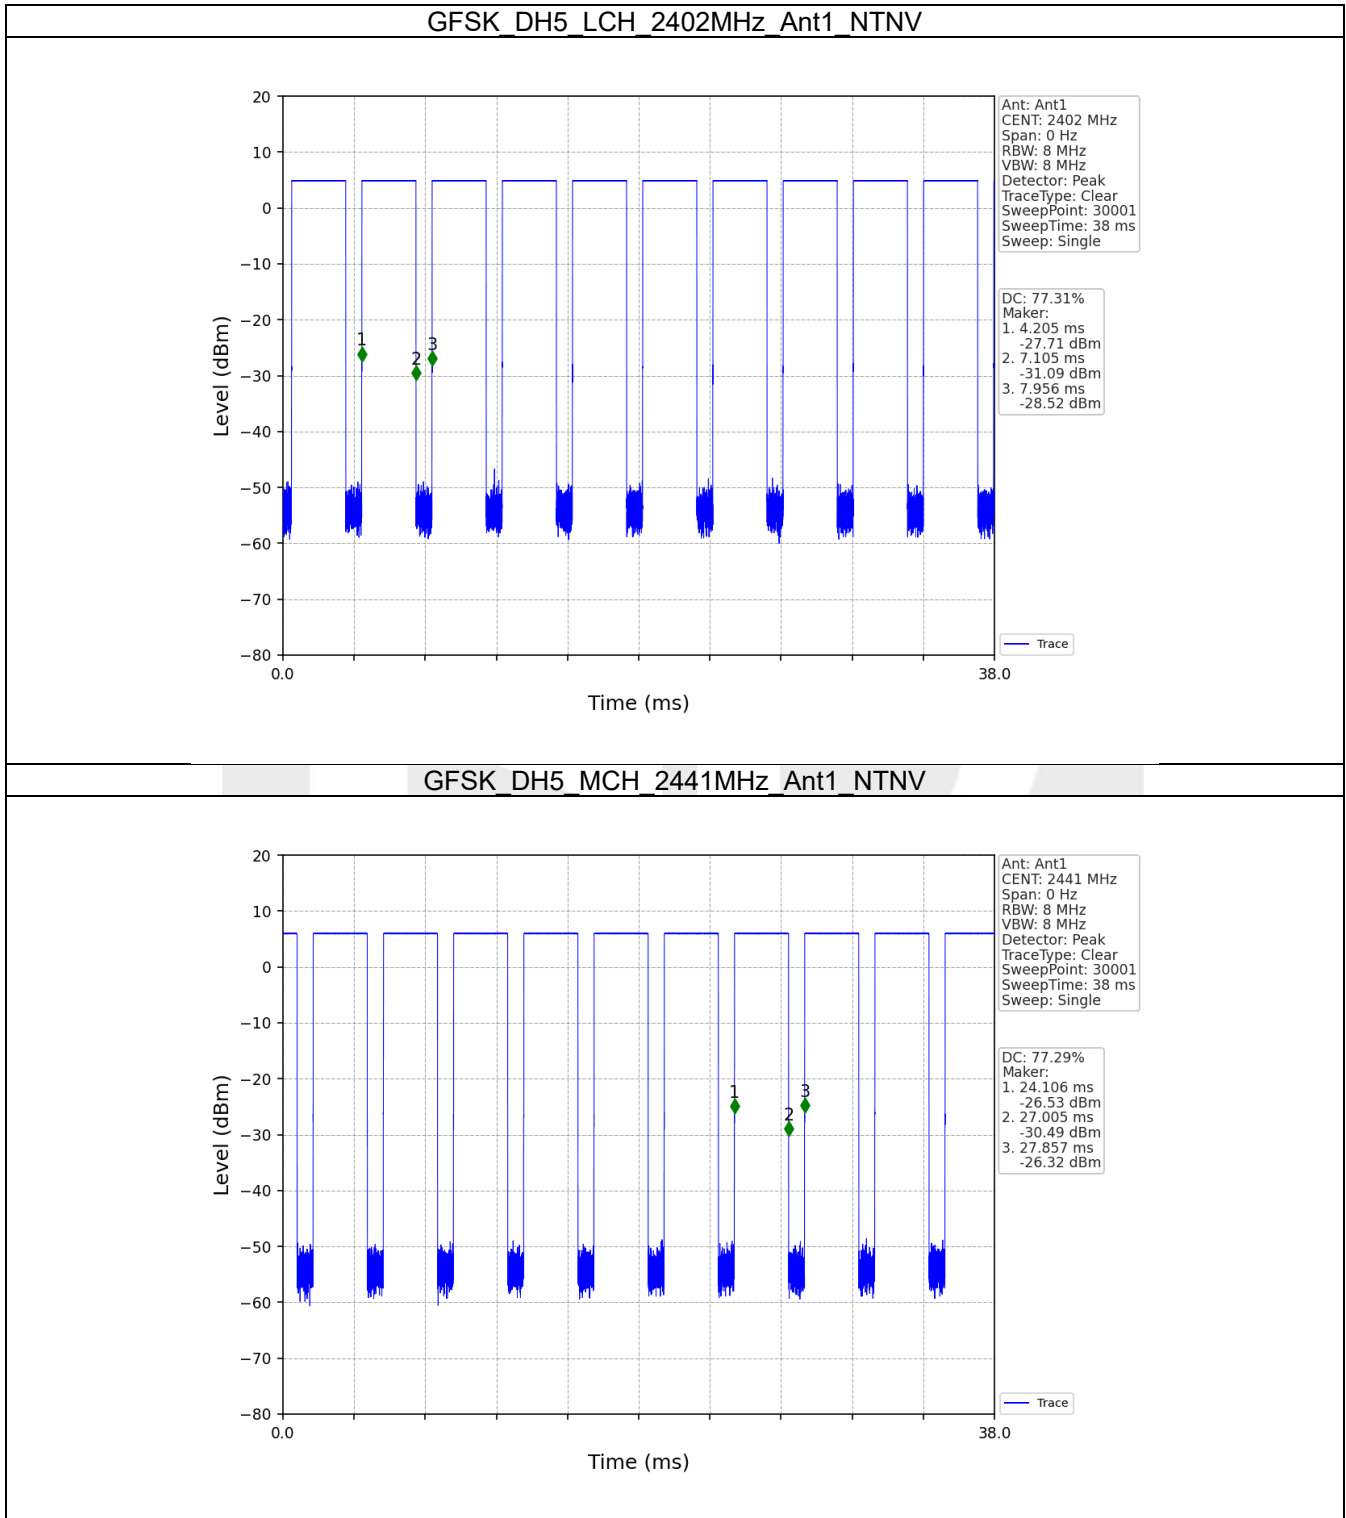 GFSK_DH5_LCH_2402MHz_Ant1_NTNV
20
10
0
−10
−20
−30
−40
−50
−60
−70
−80
Level (dBm)
1
2
3
0.0
38.0
Time (ms)
Ant: Ant1
CENT: 2402 MHz
Span: 0 Hz
RBW: 8 MHz
VBW: 8 MHz
Detector: Peak
TraceType: Clear
SweepPoint: 30001
SweepTime: 38 ms
Sweep: Single
DC: 77.31%
Maker:
1. 4.205 ms
-27.71 dBm
2. 7.105 ms
-31.09 dBm
3. 7.956 ms
-28.52 dBm
Trace
GFSK_DH5_MCH_2441MHz_Ant1_NTNV
20
10
0
−10
−20
−30
−40
−50
−60
−70
−80
Level (dBm)
1
2
3
0.0
38.0
Time (ms)
Ant: Ant1
CENT: 2441 MHz
Span: 0 Hz
RBW: 8 MHz
VBW: 8 MHz
Detector: Peak
TraceType: Clear
SweepPoint: 30001
SweepTime: 38 ms
Sweep: Single
DC: 77.29%
Maker:
1. 24.106 ms
-26.53 dBm
2. 27.005 ms
-30.49 dBm
3. 27.857 ms
-26.32 dBm
Trace